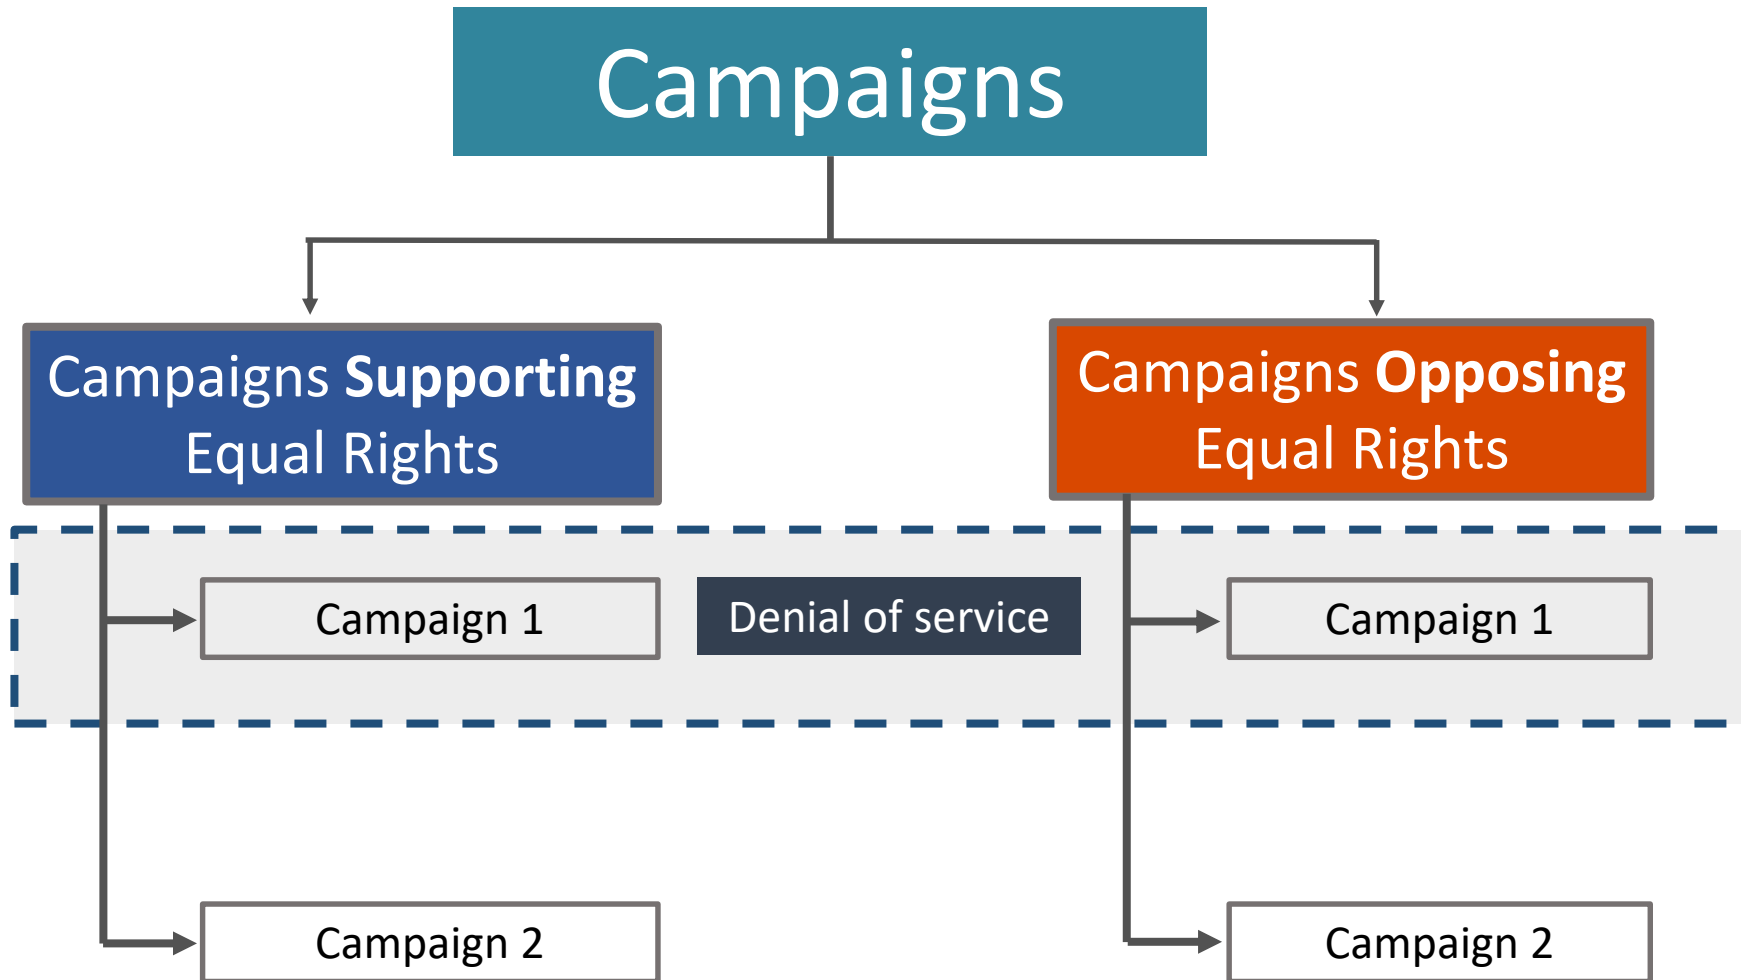 Campaigns
Campaigns Supporting
Equal Rights
Campaigns Opposing
Equal Rights
Campaign 1
Denial of service
Campaign 1
Campaign 2
Campaign 2